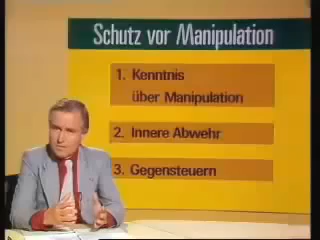 Schutz vor Manipulation
1. Kenntnis
über Manipulation
2. Innere Abwehr
3. Gegensteuern